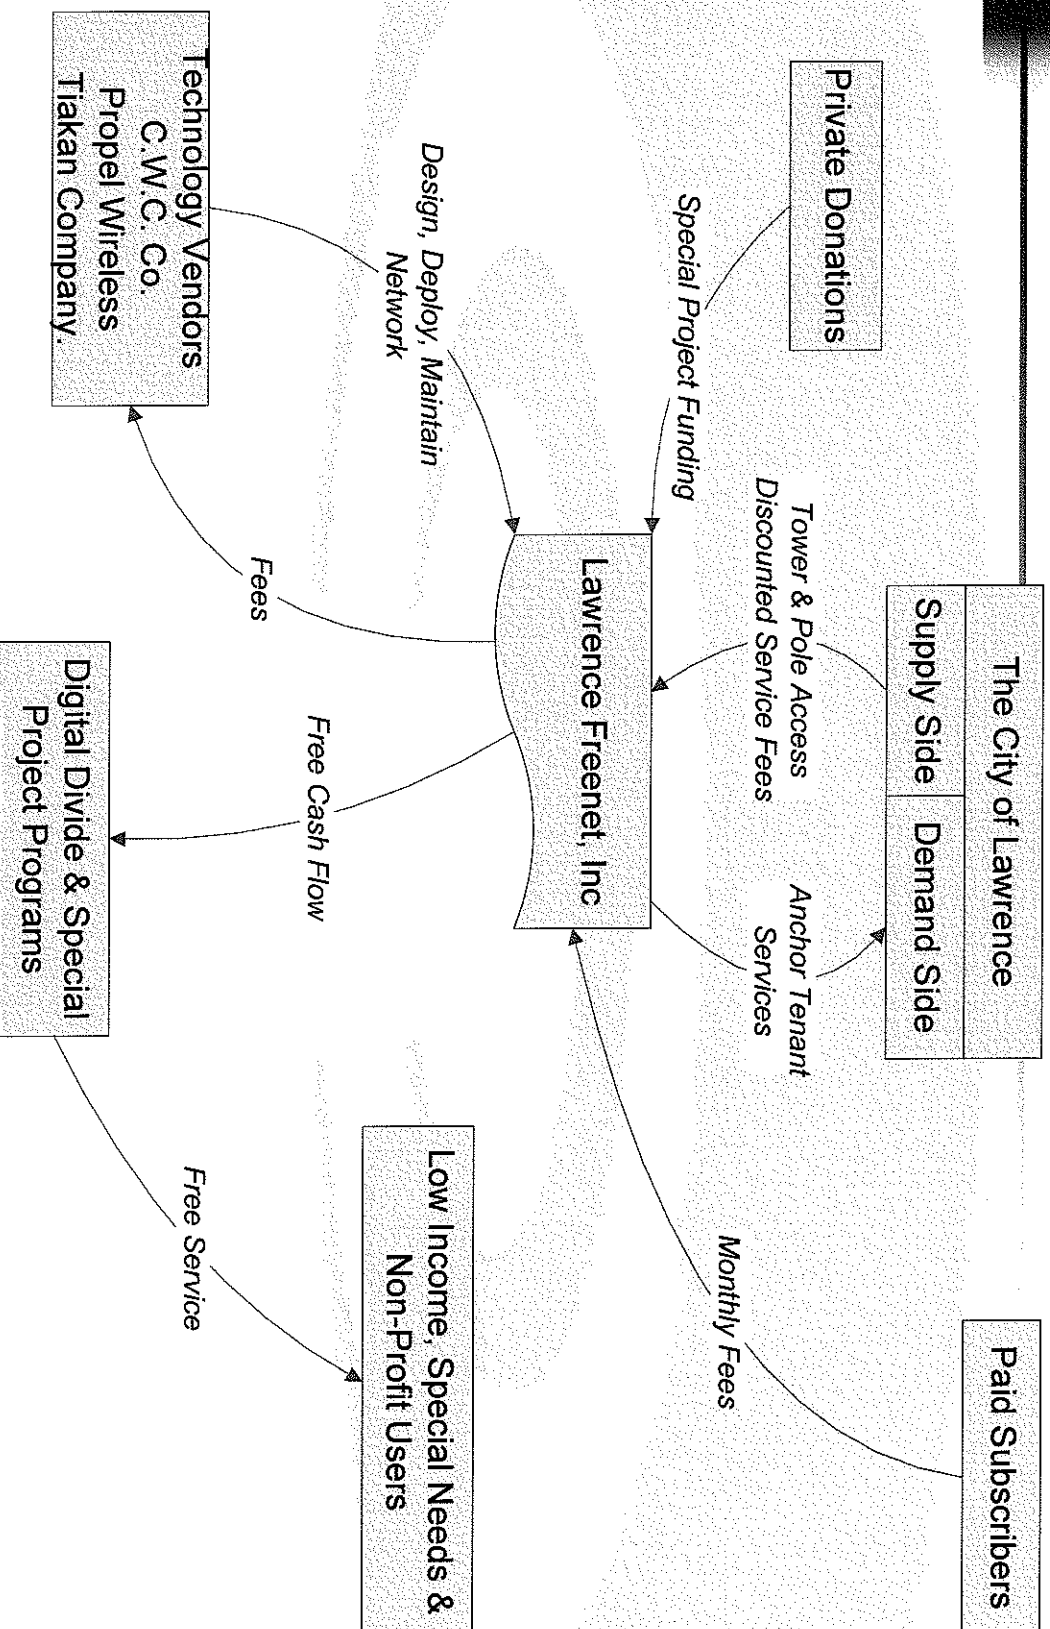 The City of Lawrence
Supply Side
Demand Side
Paid Subscribers
Private Donations
Tower & Pole Access
Discounted Service Fees
Anchor Tenant
Services
Monthly Fees
Special Project Funding
Lawrence Freenet, Inc
Design, Deploy, Maintain
Network
Low Income, Special Needs &
Non-Profit Users
Free Cash Flow
Fees
Technology Vendors
C.W.C. Co.
Propel Wireless
Tiakan Company.
Free Service
Digital Divide & Special
Project Programs